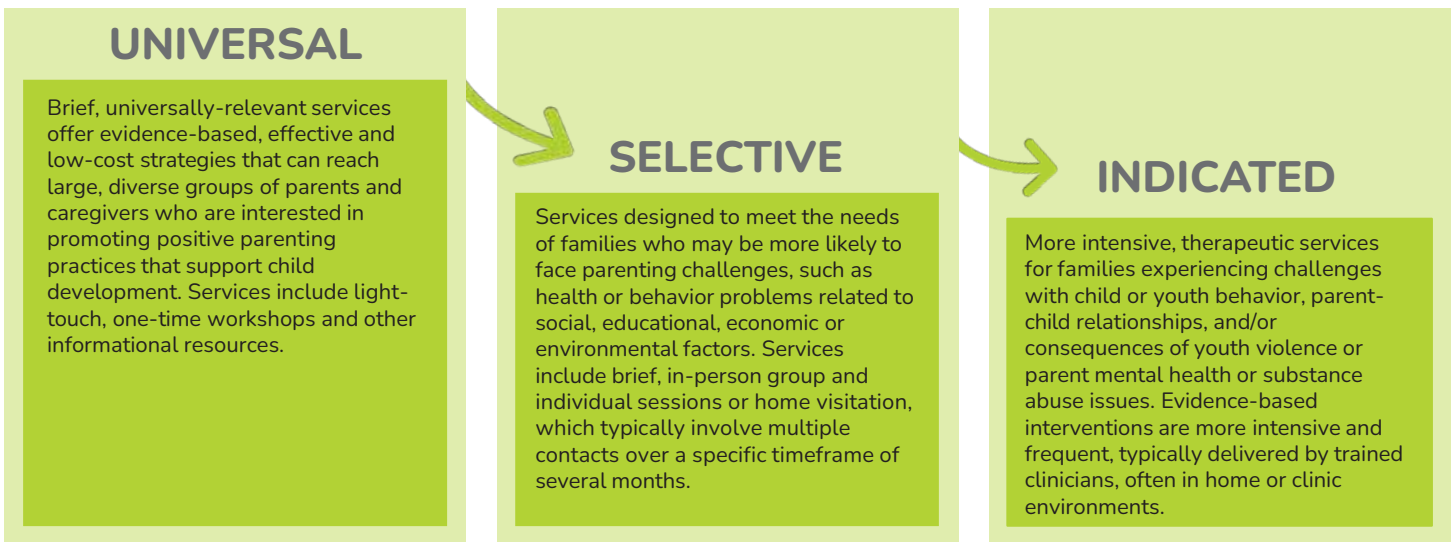 UNIVERSAL
Brief, universally-relevant services
offer evidence-based, effective and
low-cost strategies that can reach
large, diverse groups of parents and
caregivers who are interested in
promoting positive parenting
practices that support child
development. Services include light-
touch, one-time workshops and other
informational resources.
SELECTIVE
Services designed to meet the needs
of families who may be more likely to
face parenting challenges, such as
health or behavior problems related to
social, educational, economic or
environmental factors. Services
include brief, in-person group and
individual sessions or home visitation,
which typically involve multiple
contacts over a specific timeframe of
several months.
INDICATED
More intensive, therapeutic services
for families experiencing challenges
with child or youth behavior, parent-
child relationships, and/or
consequences of youth violence or
parent mental health or substance
abuse issues. Evidence-based
interventions are more intensive and
frequent, typically delivered by trained
clinicians, often in home or clinic
environments.